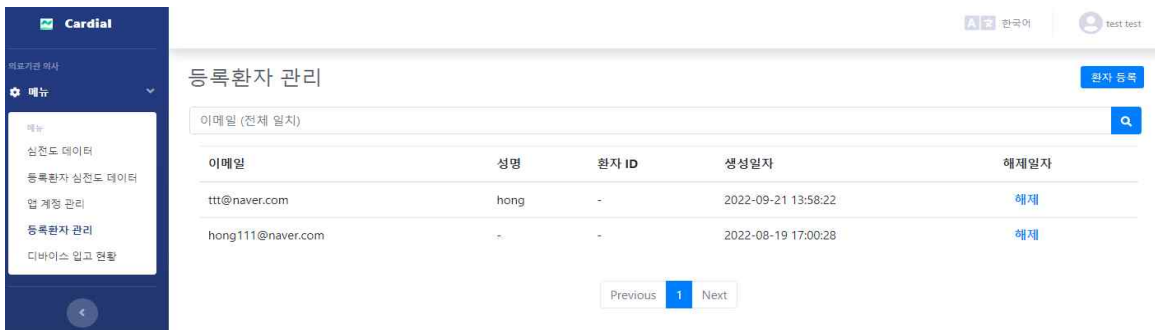 Cardial
한국어
test test
의료기관 의사
메뉴
메뉴
심전도 데이터
등록환자 심전도 데이터
앱 계정 관리
등록환자 관리
디바이스 입고 현황
등록환자 관리
환자 등록
이메일 (전체 일치)
이메일 성명 환자 ID 생성일자 해제일자
ttt@naver.com hong - 2022-09-21 13:58:22 해제
hong111@naver.com - - 2022-08-19 17:00:28 해제
Previous 1 Next